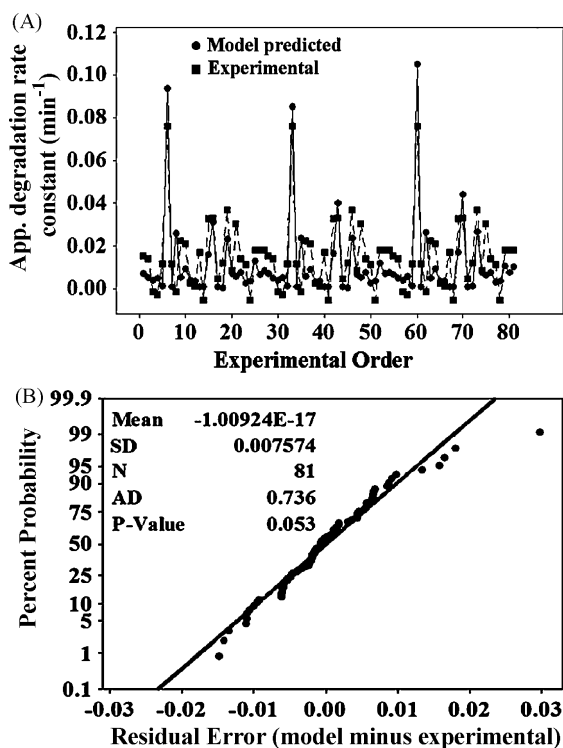 (A)
App. degradation rate
constant (min⁻¹)
0.12
0.10
0.08
0.06
0.04
0.02
0.00
Model predicted
Experimental
0 10 20 30 40 50 60 70 80
Experimental Order
(B)
Percent Probability
99.9
99
95
90
75
50
25
10
5
1
0.1
Mean -1.00924E-17
SD 0.007574
N 81
AD 0.736
P-Value 0.053
-0.03 -0.02 -0.01 0.00 0.01 0.02 0.03
Residual Error (model minus experimental)